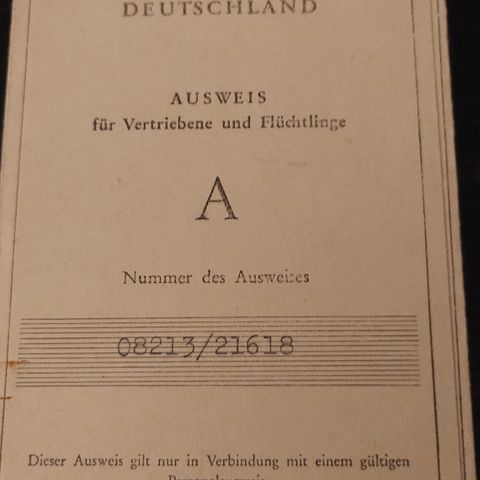 DEUTSCHLAND
AUSWEIS
für Vertriebene und Flüchtlinge
A
Nummer des Ausweises
08213/21618
Dieser Ausweis gilt nur in Verbindung mit einem gültigen